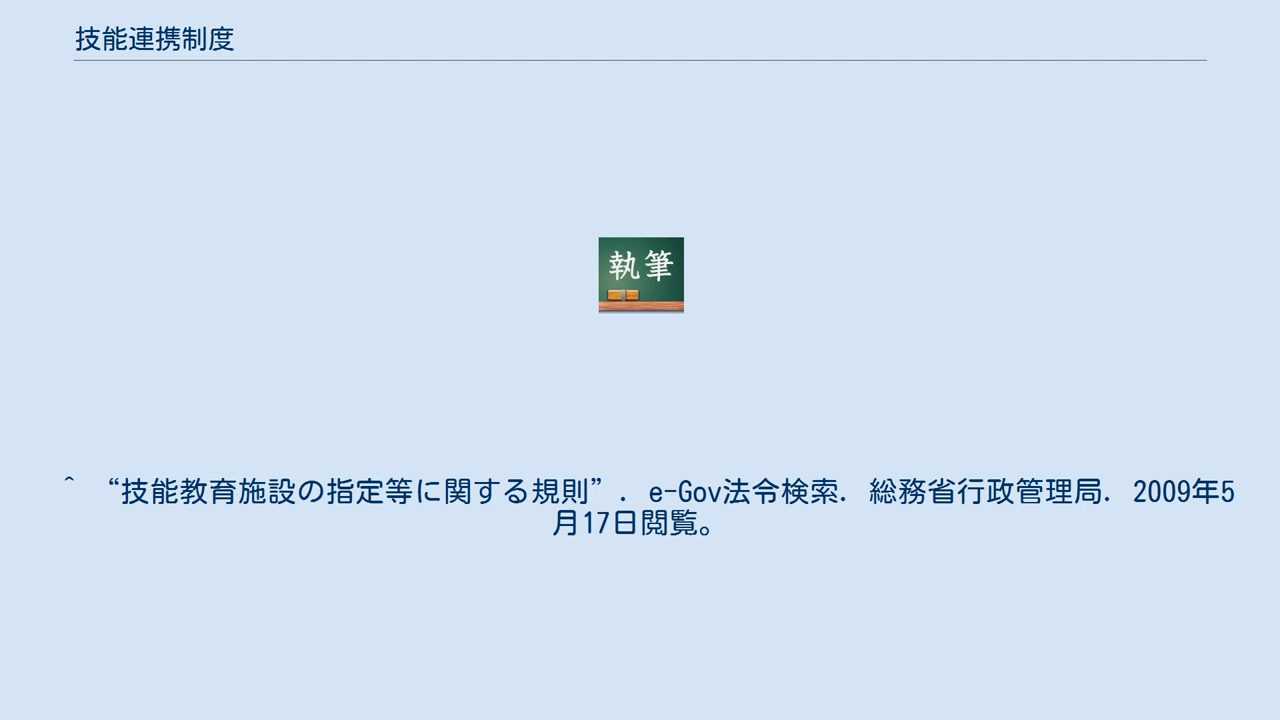 技能連携制度
執筆
^ “技能教育施設の指定等に関する規則”. e-Gov法令検索. 総務省行政管理局. 2009年5
月17日閲覧。